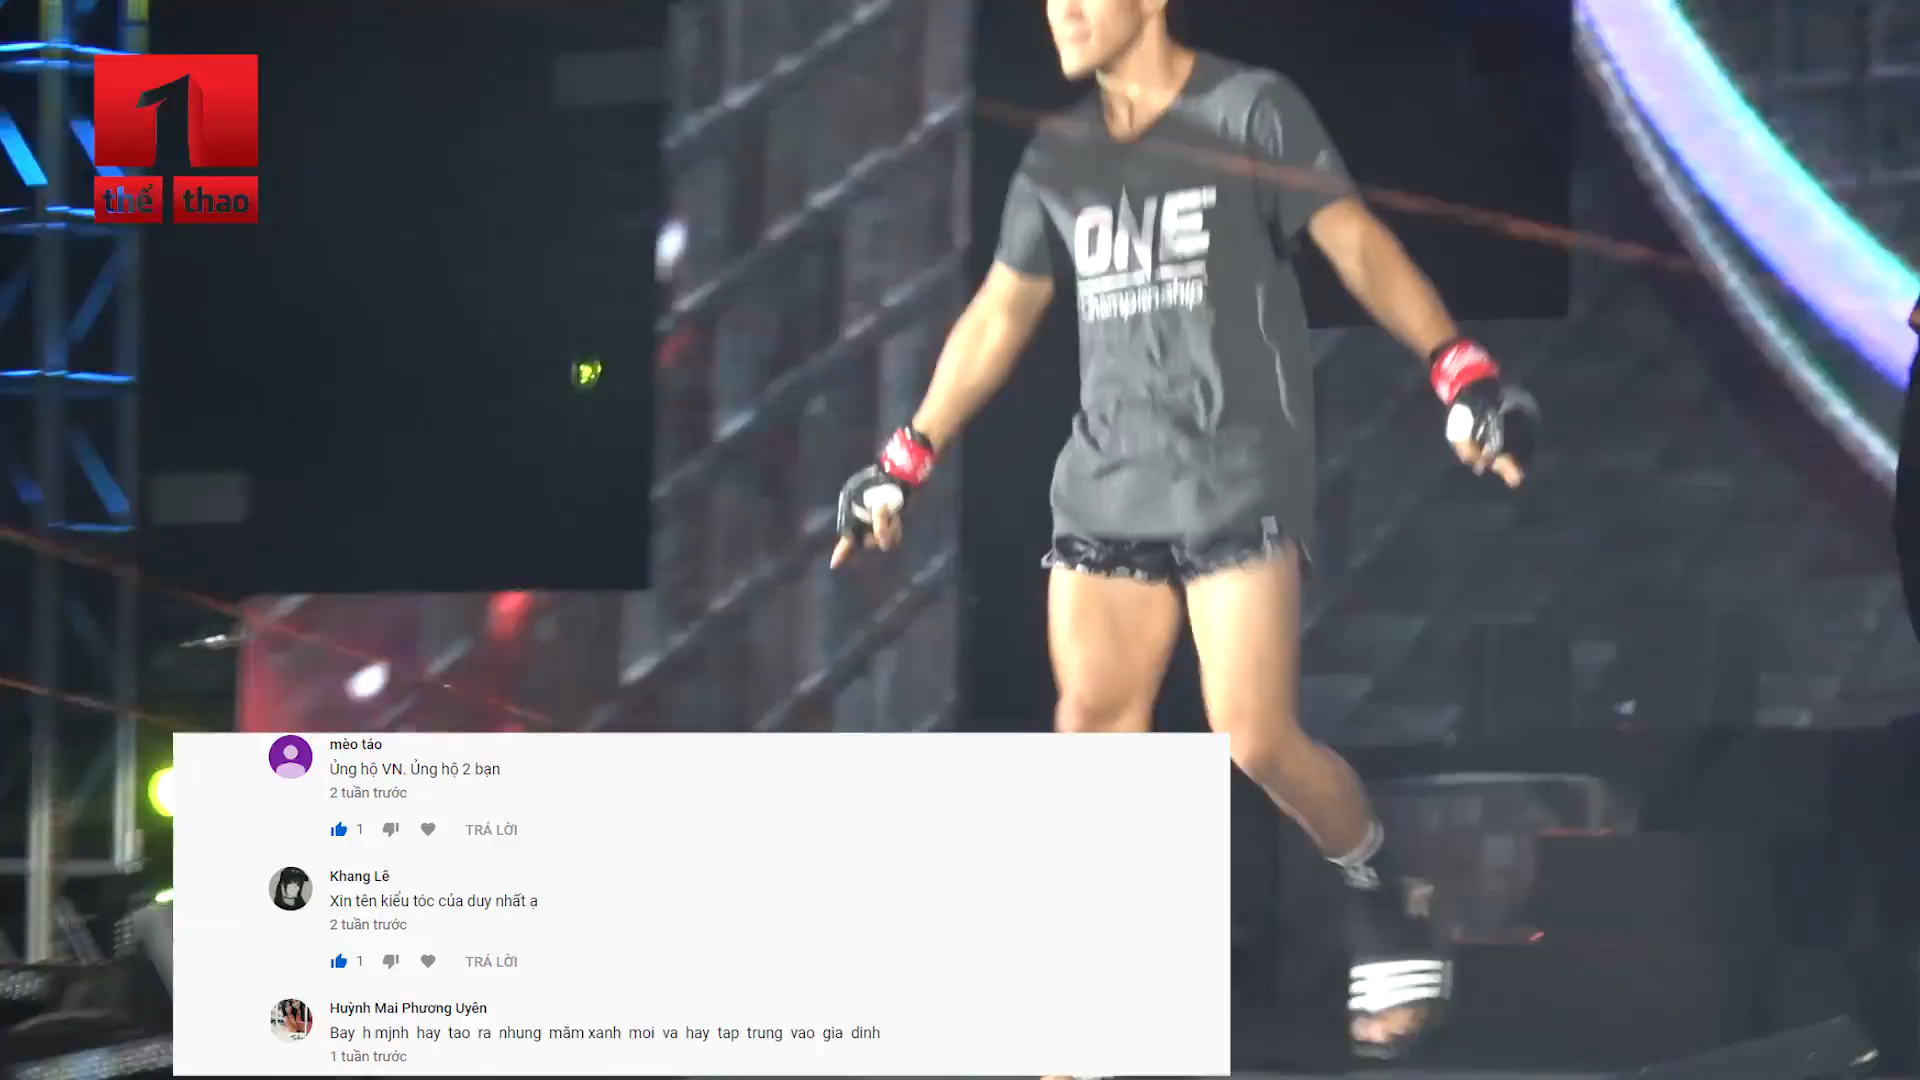 1
thể thao
ONE
Championship
mèo táo
Ủng hộ VN. Ủng hộ 2 bạn
2 tuần trước
1 TRẢ LỜI
Khang Lê
Xin tên kiểu tóc của duy nhất ạ
2 tuần trước
1 TRẢ LỜI
Huỳnh Mai Phương Uyên
Bay h mjnh hay tao ra nhung măm xanh moi va hay tap trung vao gia dinh
1 tuần trước